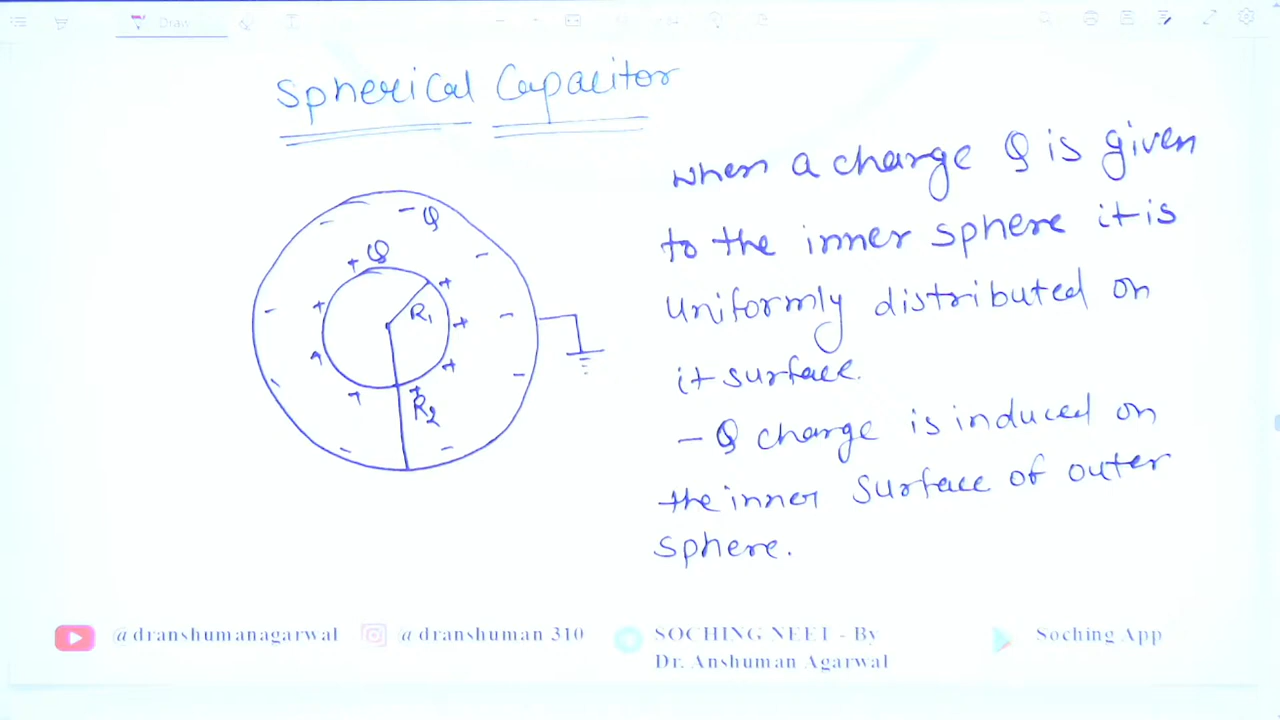 Draw
Spherical Capacitor
When a charge Q is given
to the inner sphere it is
Uniformly distributed on
it surface.
- Q charge is induced on
the inner surface of outer
sphere.
- Q
+ Q
R₁
R₂
@dranshumanagarwal
@dranshuman 310
SOCHING NEET - By
Dr. Anshuman Agarwal
Soching App